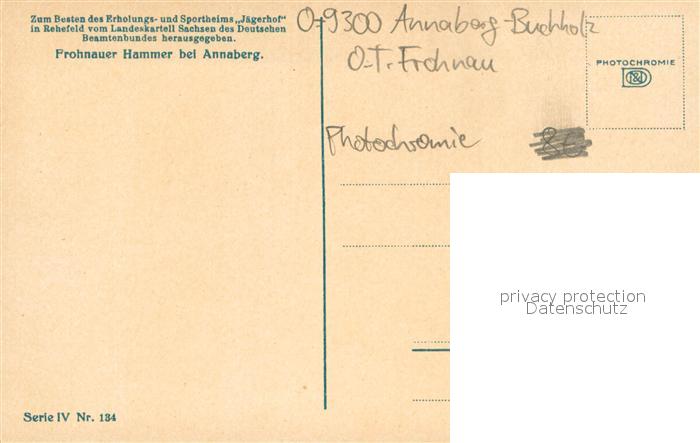 Zum Besten des Erholungs- und Sportheims „Jägerhof“
in Rehefeld vom Landeskartell Sachsen des Deutschen
Beamtenbundes herausgegeben.
Frohnauer Hammer bei Annaberg.
O-9300 Annaberg-Buchholz
O-T. Frohnau
PHOTOCHROMIE
Photochromie
privacy protection
Datenschutz
Serie IV Nr. 134